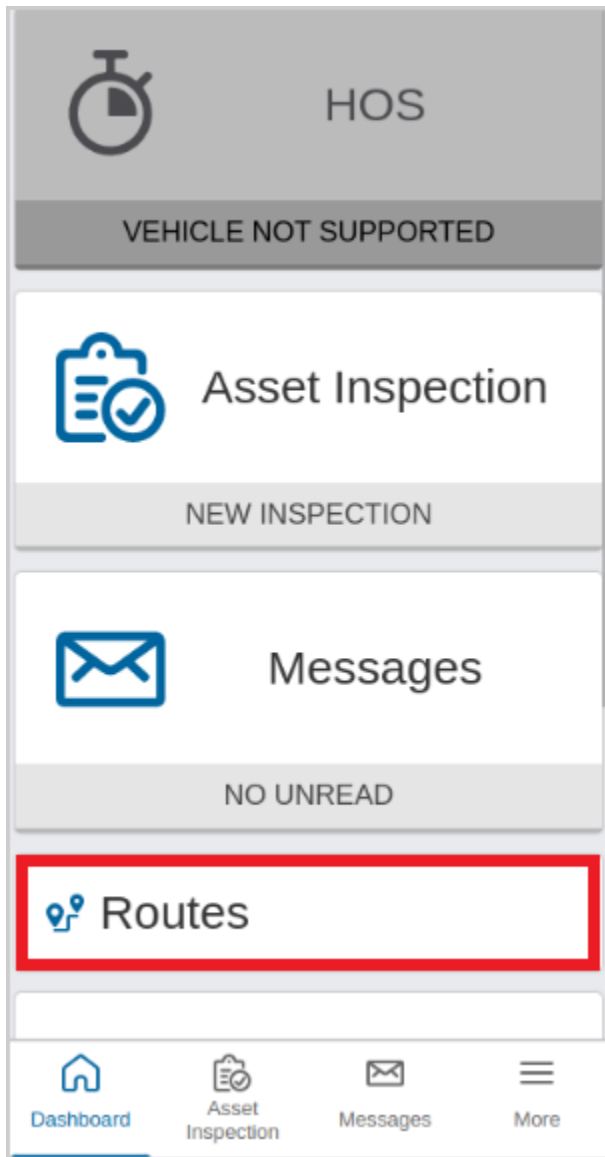 HOS
VEHICLE NOT SUPPORTED
Asset Inspection
NEW INSPECTION
Messages
NO UNREAD
Routes
Dashboard
Asset
Inspection
Messages
More